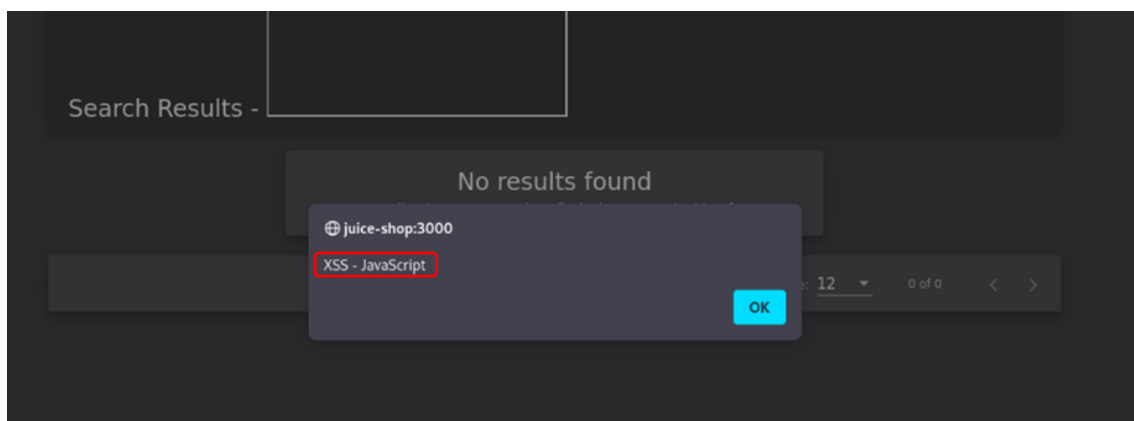 Search Results -
No results found
juice-shop:3000
XSS - JavaScript
12
0 of 0
OK